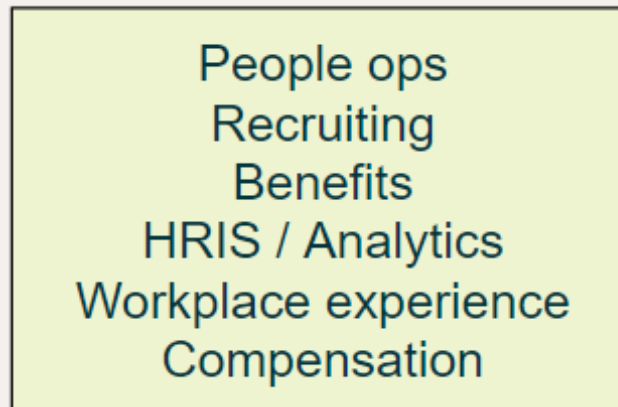 People ops
Recruiting
Benefits
HRIS / Analytics
Workplace experience
Compensation